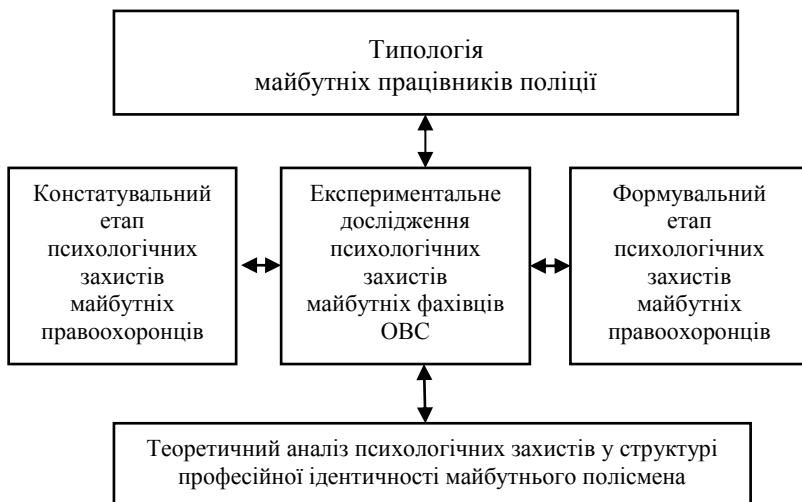 Типологія
майбутніх працівників поліції
Констатувальний
етап
психологічних
захистів
майбутніх
правоохоронців
Експериментальне
дослідження
психологічних
захистів
майбутніх фахівців
ОВС
Формувальний
етап
психологічних
захистів
майбутніх
правоохоронців
Теоретичний аналіз психологічних захистів у структурі
професійної ідентичності майбутнього полісмена